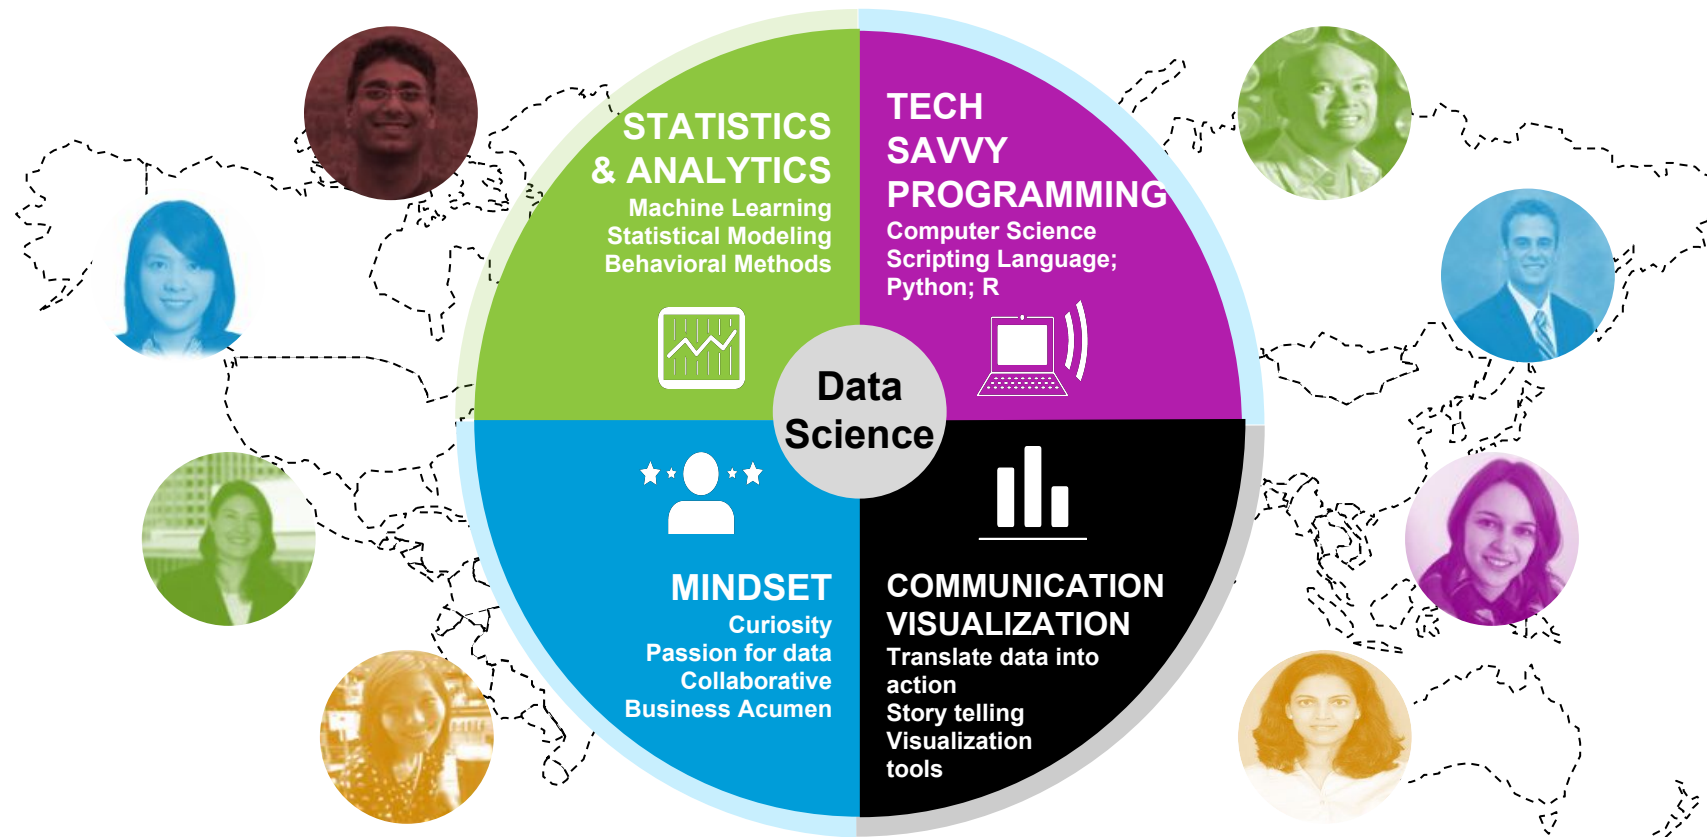 STATISTICS
& ANALYTICS
Machine Learning
Statistical Modeling
Behavioral Methods
TECH
SAVVY
PROGRAMMING
Computer Science
Scripting Language;
Python; R
Data
Science
MINDSET
Curiosity
Passion for data
Collaborative
Business Acumen
COMMUNICATION
VISUALIZATION
Translate data into
action
Story telling
Visualization
tools